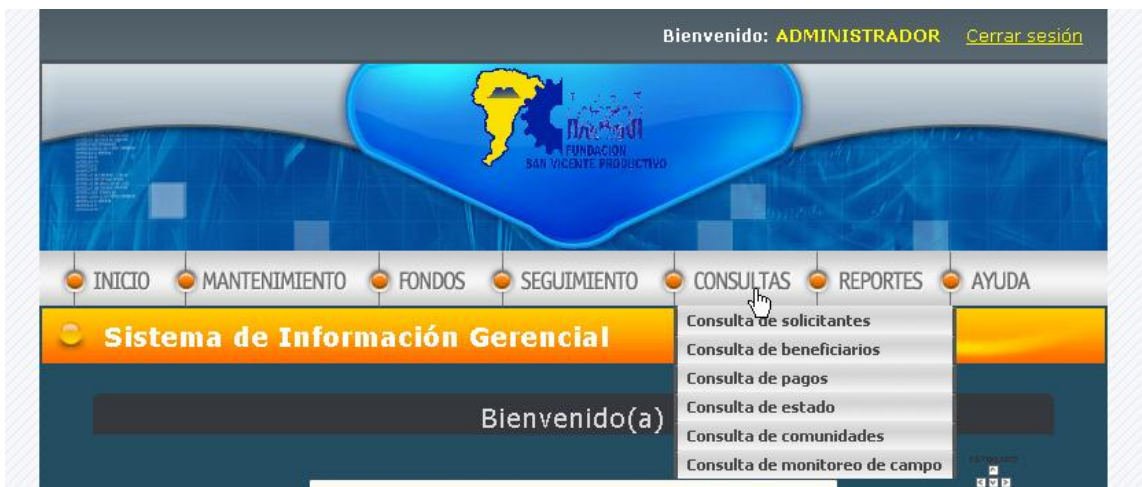 Bienvenido: ADMINISTRADOR Cerrar sesión
FUNDACION
SAN VICENTE PRODUCTIVO
INICIO MANTENIMIENTO FONDOS SEGUIMIENTO CONSULTAS REPORTES AYUDA
Sistema de Información Gerencial
Consulta de solicitantes
Consulta de beneficiarios
Consulta de pagos
Consulta de estado
Consulta de comunidades
Consulta de monitoreo de campo
Bienvenido(a)